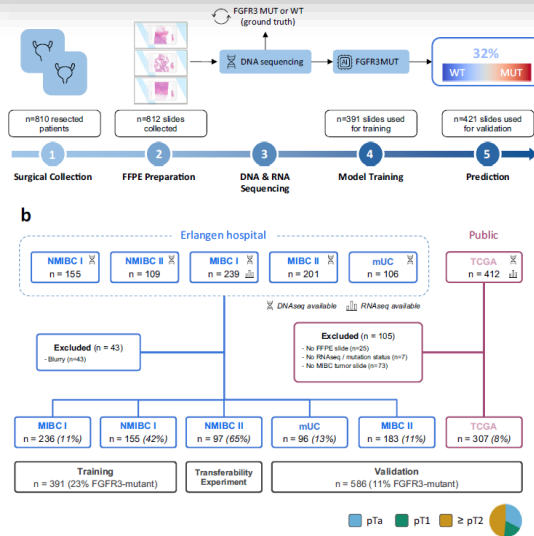 FGFR3 MUT or WT
(ground truth)
DNA sequencing
AI
FGFR3MUT
32%
WT
MUT
n=810 resected
patients
n=812 slides
collected
n=391 slides used
for training
n=421 slides used
for validation
1
2
3
4
5
Surgical Collection
FFPE Preparation
DNA & RNA
Sequencing
Model Training
Prediction
b
Erlangen hospital
Public
NMIBC I
n = 155
NMIBC II
n = 109
MIBC I
n = 239
MIBC II
n = 201
mUC
n = 106
TCGA
n = 412
DNAseq available
RNAseq available
Excluded (n = 43)
- Blurry (n=43)
Excluded (n = 105)
- No FFPE slide (n=25)
- No RNAseq / mutation status (n=7)
- No MIBC tumor slide (n=73)
MIBC I
n = 236 (11%)
NMIBC I
n = 155 (42%)
NMIBC II
n = 97 (65%)
mUC
n = 96 (13%)
MIBC II
n = 183 (11%)
TCGA
n = 307 (8%)
Training
n = 391 (23% FGFR3-mutant)
Transferability
Experiment
Validation
n = 586 (11% FGFR3-mutant)
pTa
pT1
≥ pT2